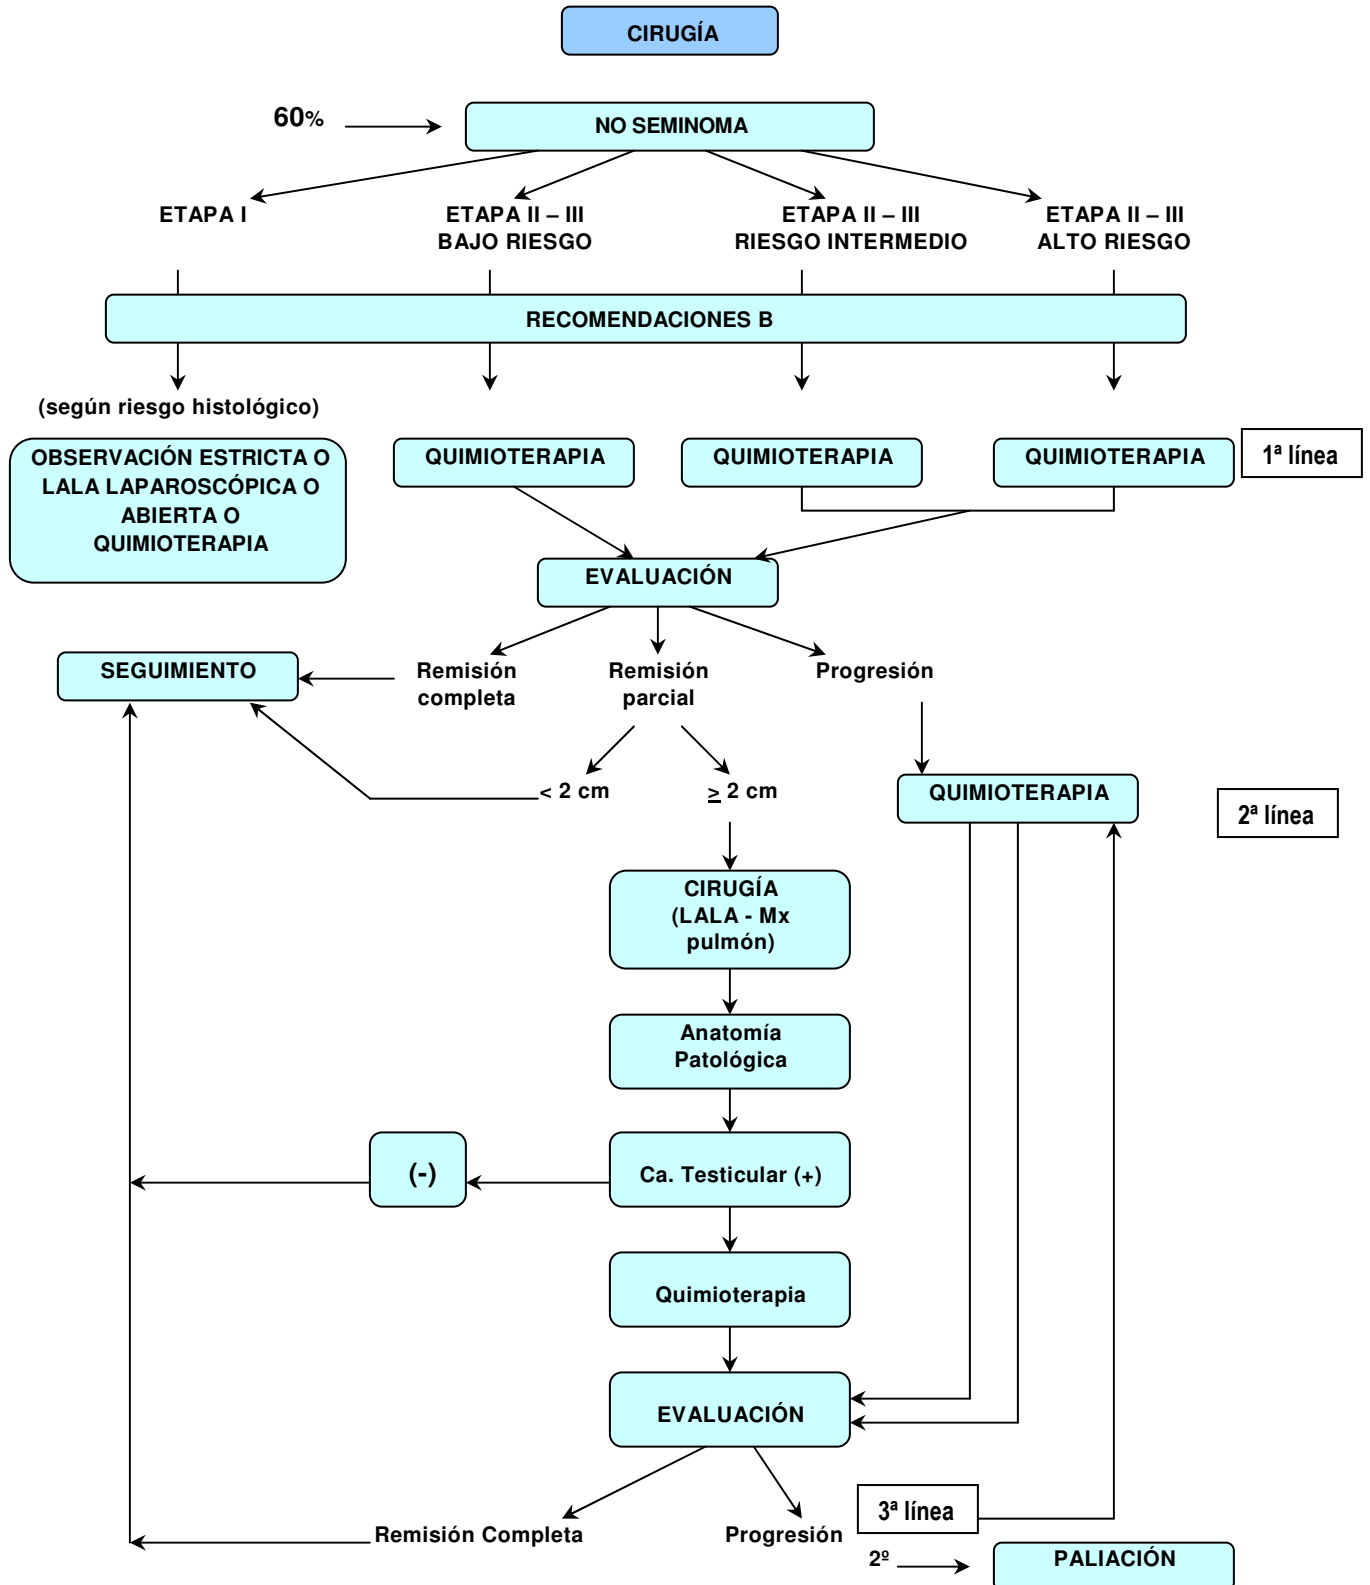 CIRUGÍA
60%
NO SEMINOMA
ETAPA I
ETAPA II – III
BAJO RIESGO
ETAPA II – III
RIESGO INTERMEDIO
ETAPA II – III
ALTO RIESGO
RECOMENDACIONES B
(según riesgo histológico)
OBSERVACIÓN ESTRICTA O
LALA LAPAROSCÓPICA O
ABIERTA O
QUIMIOTERAPIA
QUIMIOTERAPIA
QUIMIOTERAPIA
QUIMIOTERAPIA
1ª línea
EVALUACIÓN
SEGUIMIENTO
Remisión
completa
Remisión
parcial
Progresión
< 2 cm
≥ 2 cm
QUIMIOTERAPIA
2ª línea
CIRUGÍA
(LALA - Mx
pulmón)
Anatomía
Patológica
(-)
Ca. Testicular (+)
Quimioterapia
EVALUACIÓN
Remisión Completa
Progresión
3ª línea
2º
PALIACIÓN